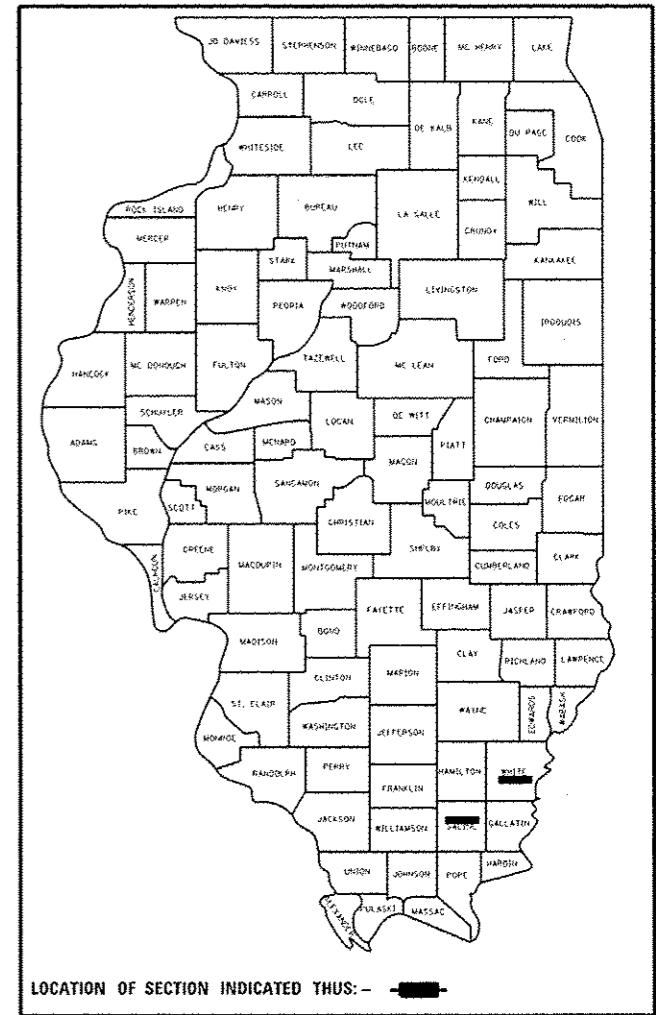 JO DAVIESS STEPHENSON WINNEBAGO BOONE MC HENRY LAKE
CARROLL OGLE DE KALB KANE DU PAGE COOK
WHITESIDE LEE KENDALL WILL
ROCK ISLAND HENRY BUREAU LA SALLE GRUNDY
MERCER STARK PUTNAM MARSHALL KANKAKEE
HENDERSON WARREN KNOX PEORIA WOODFORD LIVINGSTON IROQUOIS
HANCOCK MC DONOUGH FULTON TAZEWELL MC LEAN FORD
SCHUYLER MASON LOGAN DE WITT CHAMPAIGN VERMILION
ADAMS BROWN CASS MENARD MACON PIATT
PIKE SCOTT MORGAN SANGAMON CHRISTIAN MOULTRIE DOUGLAS EDGAR
COLES
CALHOUN GREENE MACOUPIN MONTGOMERY SHELBY CUMBERLAND CLARK
JERSEY FAYETTE EFFINGHAM JASPER CRAWFORD
MADISON BOND CLAY RICHLAND LAWRENCE
CLINTON MARION
ST. CLAIR WASHINGTON JEFFERSON WAYNE EDWARDS WABASH
MONROE RANDOLPH PERRY HAMILTON WHITE
FRANKLIN
JACKSON WILLIAMSON SALINE GALLATIN
UNION JOHNSON POPE HARDIN
ALEXANDER PULASKI MASSAC
LOCATION OF SECTION INDICATED THUS: –